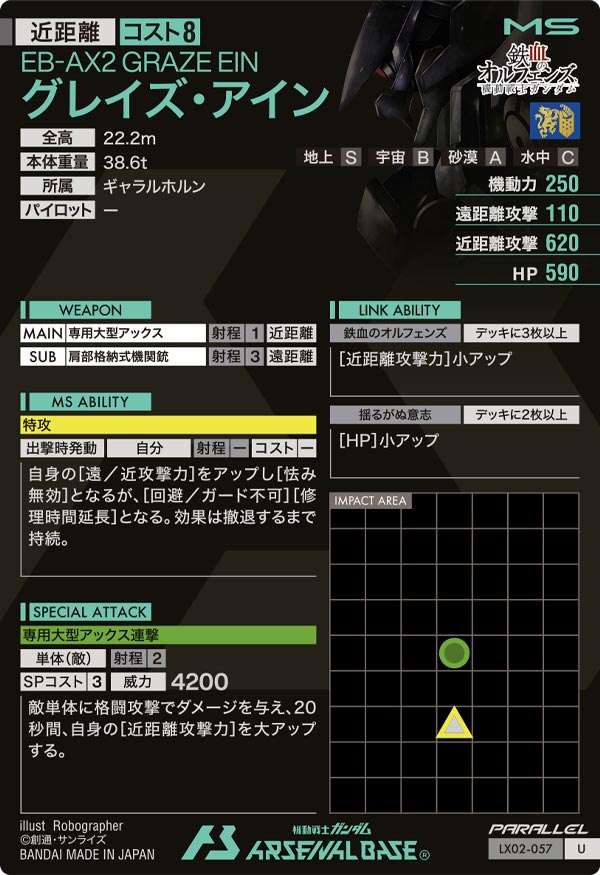 近距離 コスト8
MS
EB-AX2 GRAZE EIN
グレイズ・アイン
鉄血のオルフェンズ
機動戦士ガンダム
全高 22.2m
本体重量 38.6t
所属 ギャラルホルン
パイロット ー
地上 S 宇宙 B 砂漠 A 水中 C
機動力 250
遠距離攻撃 110
近距離攻撃 620
HP 590
WEAPON
MAIN 専用大型アックス 射程 1 近距離
SUB 肩部格納式機関銃 射程 3 遠距離
MS ABILITY
特攻
出撃時発動 自分 射程 ー コスト ー
自身の[遠／近攻撃力]をアップし[怯み
無効]となるが、[回避／ガード不可][修
理時間延長]となる。効果は撤退するまで
持続。
SPECIAL ATTACK
専用大型アックス連撃
単体(敵) 射程 2
SPコスト 3 威力 4200
敵単体に格闘攻撃でダメージを与え、20
秒間、自身の[近距離攻撃力]を大アップ
する。
LINK ABILITY
鉄血のオルフェンズ デッキに3枚以上
[近距離攻撃力]小アップ
揺るがぬ意志 デッキに2枚以上
[HP]小アップ
IMPACT AREA
illust Robographer
©創通・サンライズ
BANDAI MADE IN JAPAN
AB
機動戦士ガンダム
ARSENAL BASE®
PARALLEL
LX02-057 U